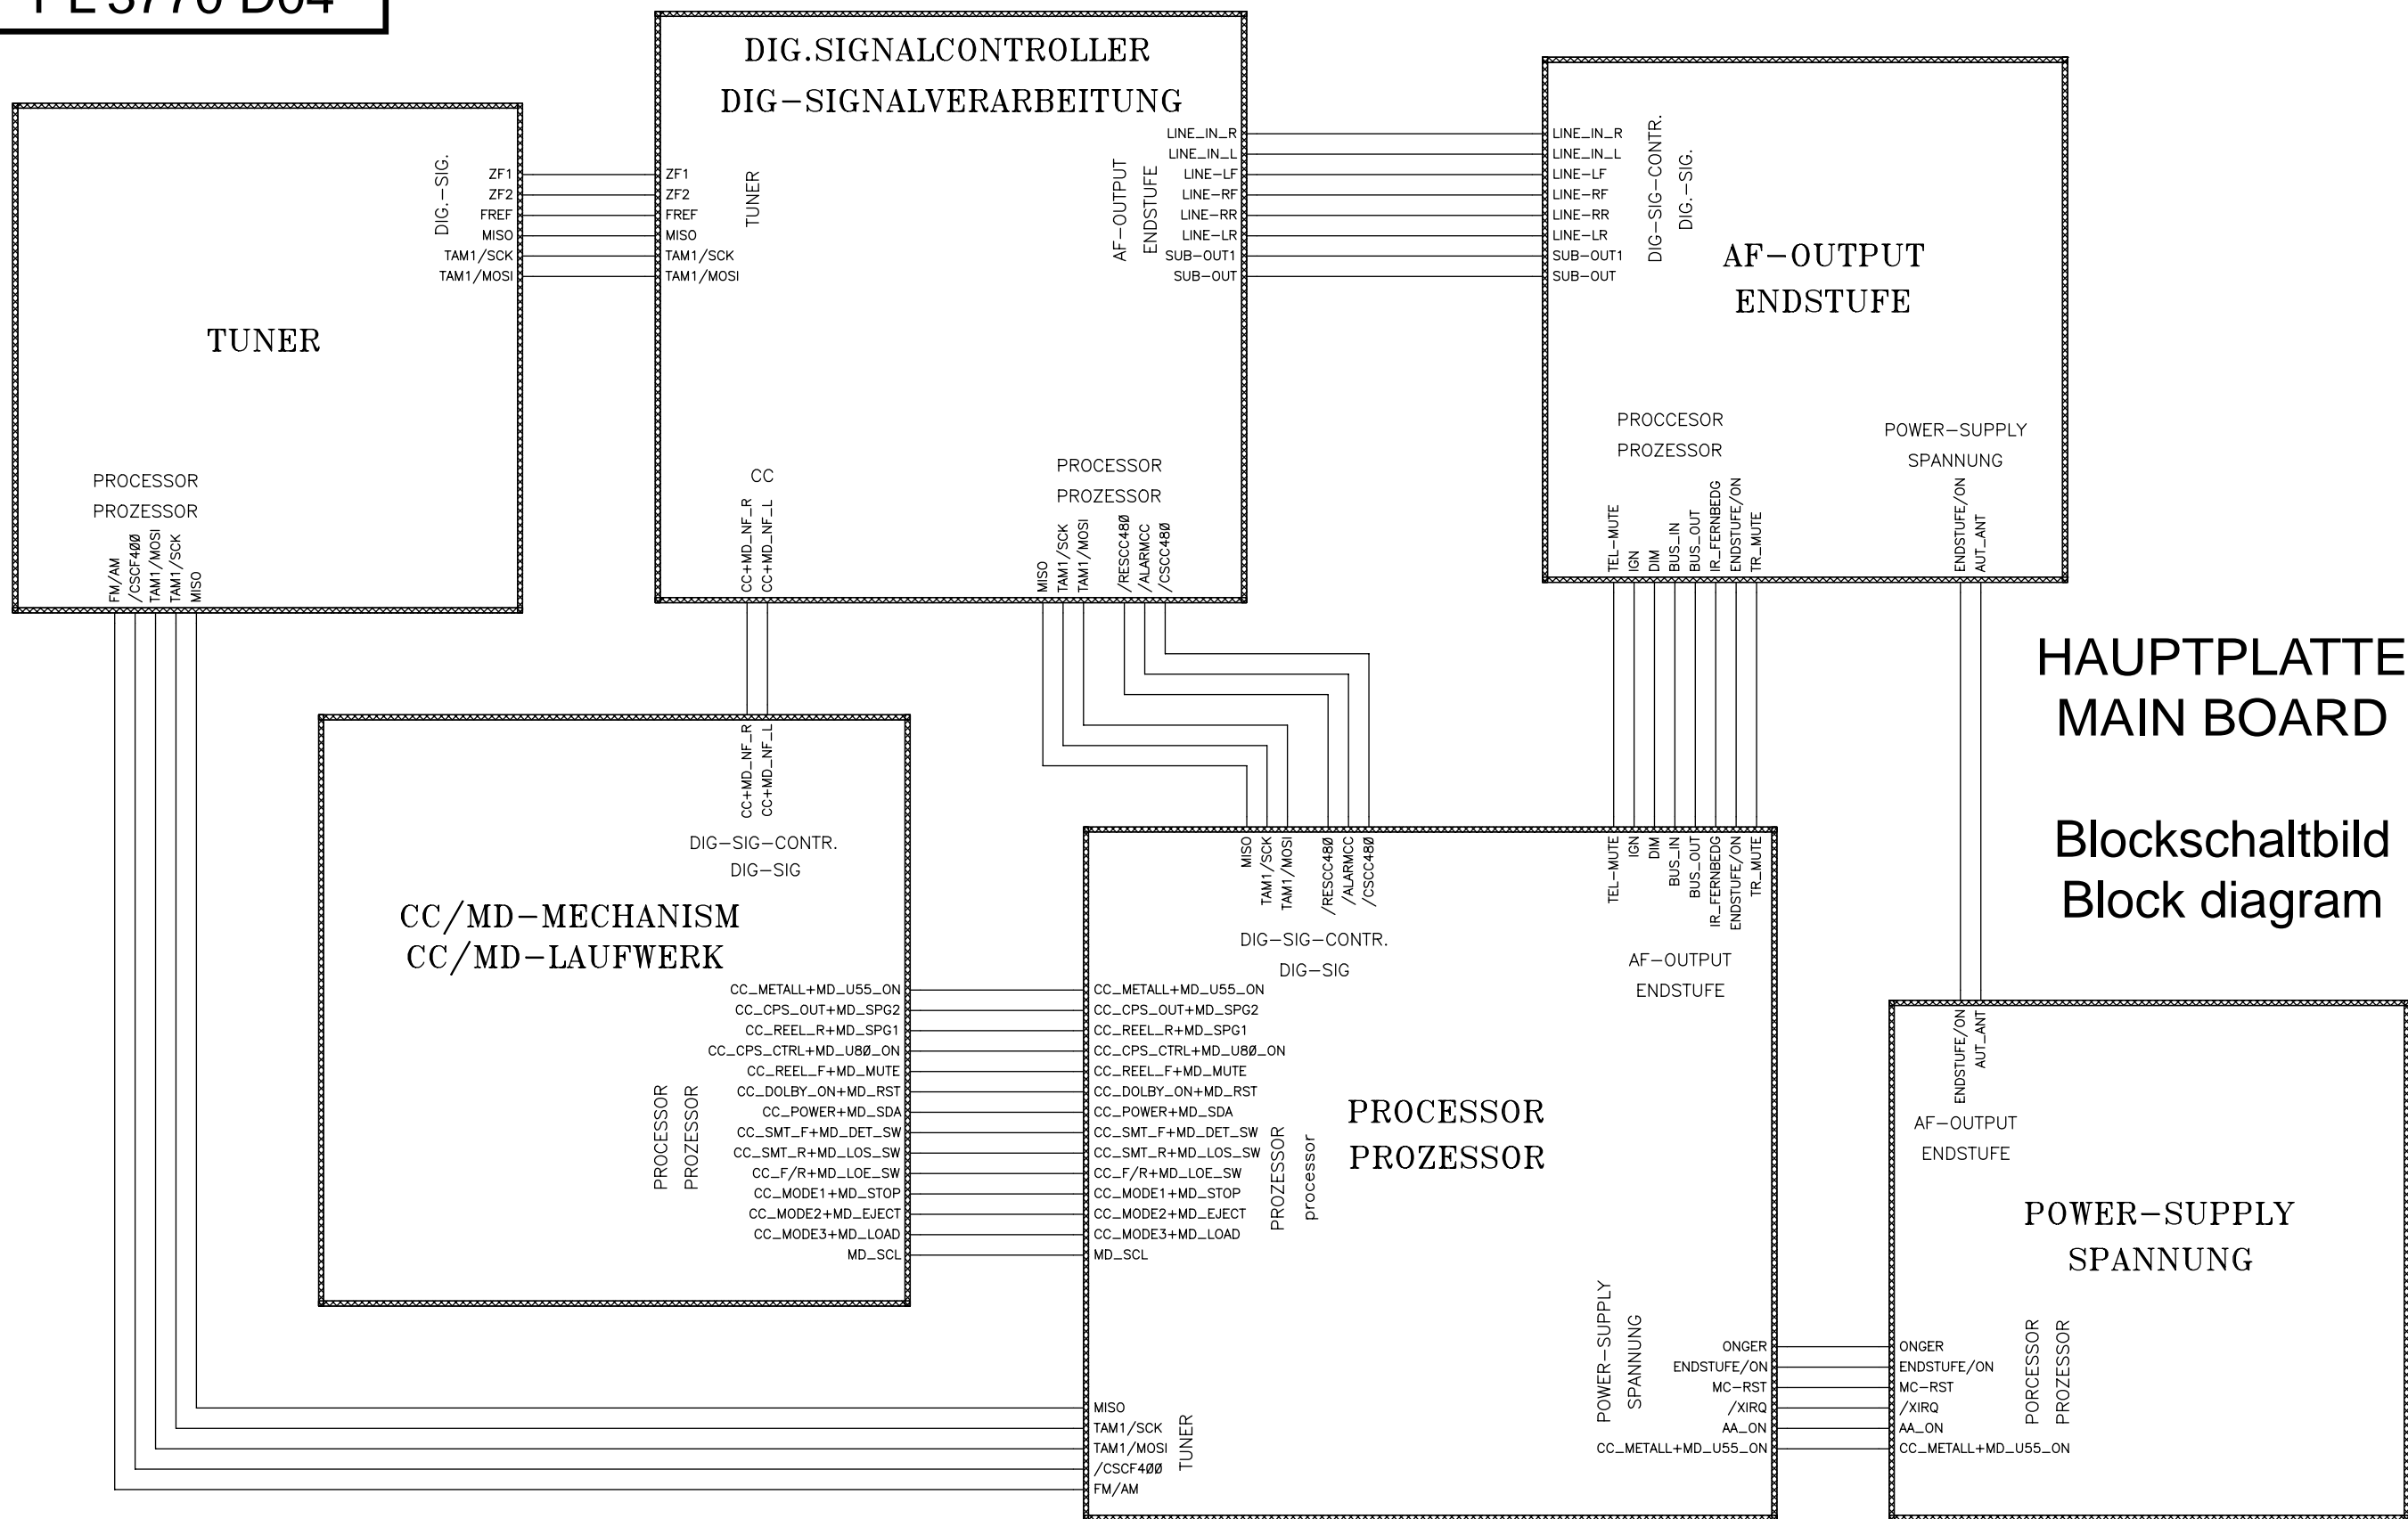 DIG.SIGNALCONTROLLER
DIG-SIGNALVERARBEITUNG
LINE_IN_R
LINE_IN_L
LINE-LF
LINE-RF
LINE-RR
LINE-LR
SUB-OUT1
SUB-OUT
AF-OUTPUT
ENDSTUFE
ZF1
ZF2
FREF
MISO
TAM1/SCK
TAM1/MOSI
TUNER
CC
CC+MD_NF_R
CC+MD_NF_L
PROCESSOR
PROZESSOR
MISO
TAM1/SCK
TAM1/MOSI
/RESCC480
/ALARMCC
/CSCC480
TUNER
DIG.-SIG.
ZF1
ZF2
FREF
MISO
TAM1/SCK
TAM1/MOSI
PROCESSOR
PROZESSOR
FM/AM
/CSCF400
TAM1/MOSI
TAM1/SCK
MISO
AF-OUTPUT
ENDSTUFE
LINE_IN_R
LINE_IN_L
LINE-LF
LINE-RF
LINE-RR
LINE-LR
SUB-OUT1
SUB-OUT
DIG-SIG-CONTR.
DIG.-SIG.
PROCCESOR
PROZESSOR
TEL-MUTE
IGN
DIM
BUS_IN
BUS_OUT
IR_FERNBEDG
ENDSTUFE/ON
TR_MUTE
POWER-SUPPLY
SPANNUNG
ENDSTUFE/ON
AUT_ANT
HAUPTPLATTE
MAIN BOARD
Blockschaltbild
Block diagram
CC+MD_NF_R
CC+MD_NF_L
DIG-SIG-CONTR.
DIG-SIG
CC/MD-MECHANISM
CC/MD-LAUFWERK
CC_METALL+MD_U55_ON
CC_CPS_OUT+MD_SPG2
CC_REEL_R+MD_SPG1
CC_CPS_CTRL+MD_U80_ON
CC_REEL_F+MD_MUTE
CC_DOLBY_ON+MD_RST
CC_POWER+MD_SDA
CC_SMT_F+MD_DET_SW
CC_SMT_R+MD_LOS_SW
CC_F/R+MD_LOE_SW
CC_MODE1+MD_STOP
CC_MODE2+MD_EJECT
CC_MODE3+MD_LOAD
MD_SCL
PROCESSOR
PROZESSOR
MISO
TAM1/SCK
TAM1/MOSI
/RESCC480
/ALARMCC
/CSCC480
DIG-SIG-CONTR.
DIG-SIG
TEL-MUTE
IGN
DIM
BUS_IN
BUS_OUT
IR_FERNBEDG
ENDSTUFE/ON
TR_MUTE
AF-OUTPUT
ENDSTUFE
CC_METALL+MD_U55_ON
CC_CPS_OUT+MD_SPG2
CC_REEL_R+MD_SPG1
CC_CPS_CTRL+MD_U80_ON
CC_REEL_F+MD_MUTE
CC_DOLBY_ON+MD_RST
CC_POWER+MD_SDA
CC_SMT_F+MD_DET_SW
CC_SMT_R+MD_LOS_SW
CC_F/R+MD_LOE_SW
CC_MODE1+MD_STOP
CC_MODE2+MD_EJECT
CC_MODE3+MD_LOAD
MD_SCL
PROZESSOR
processor
PROCESSOR
PROZESSOR
MISO
TAM1/SCK
TAM1/MOSI
/CSCF400
FM/AM
TUNER
POWER-SUPPLY
SPANNUNG
ONGER
ENDSTUFE/ON
MC-RST
/XIRQ
AA_ON
CC_METALL+MD_U55_ON
ENDSTUFE/ON
AUT_ANT
AF-OUTPUT
ENDSTUFE
POWER-SUPPLY
SPANNUNG
ONGER
ENDSTUFE/ON
MC-RST
/XIRQ
AA_ON
CC_METALL+MD_U55_ON
PORCESSOR
PROZESSOR